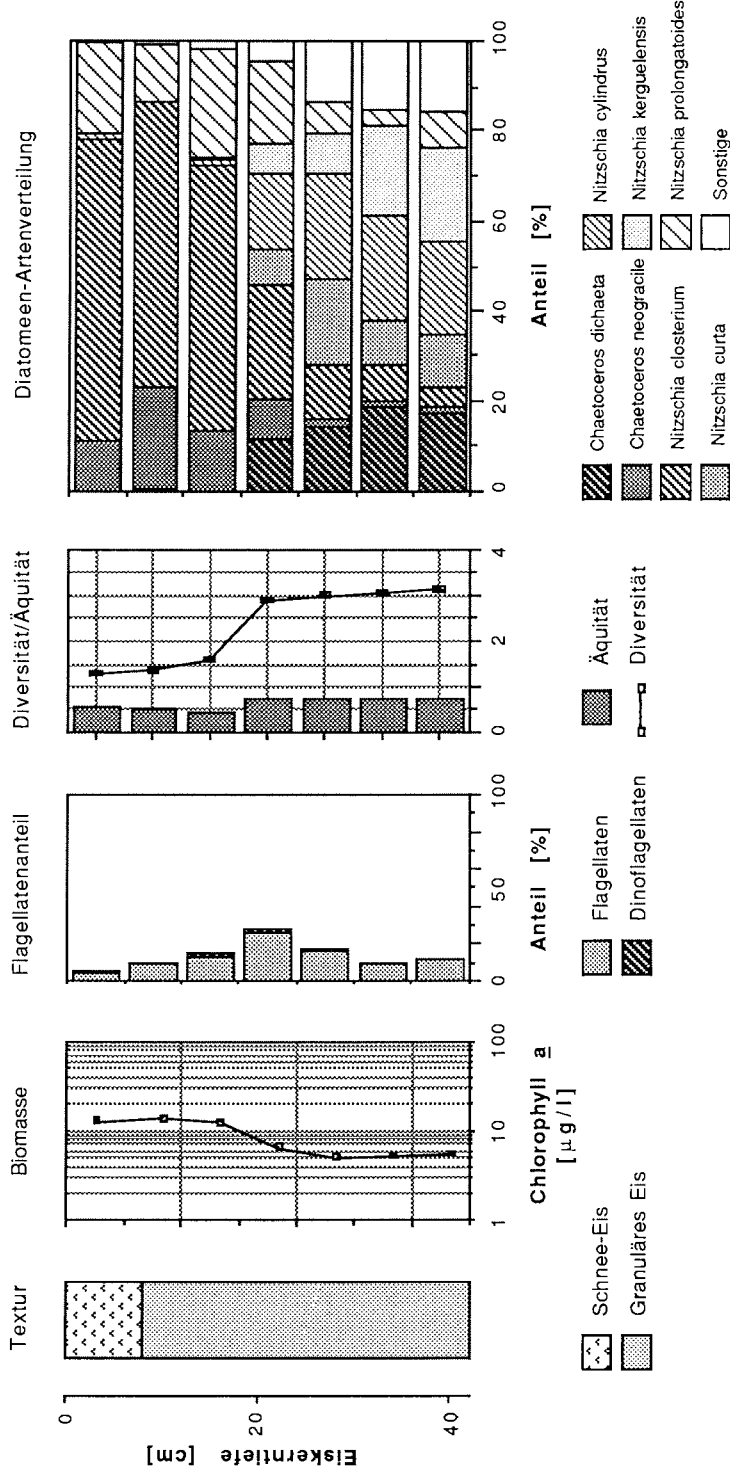 Textur
Biomasse
Flagellatenanteil
Diversität/Äquität
Diatomeen-Artenverteilung
Eiskerntiefe [cm]
0
20
40
1
10
100
Chlorophyll a
[µg/l]
0
50
100
Anteil [%]
0
2
4
0
20
40
60
80
100
Anteil [%]
Schnee-Eis
Granuläres Eis
Flagellaten
Dinoflagellaten
Äquität
Diversität
Chaetoceros dichaeta
Chaetoceros neogracile
Nitzschia closterium
Nitzschia curta
Nitzschia cylindrus
Nitzschia kerguelensis
Nitzschia prolongatoides
Sonstige